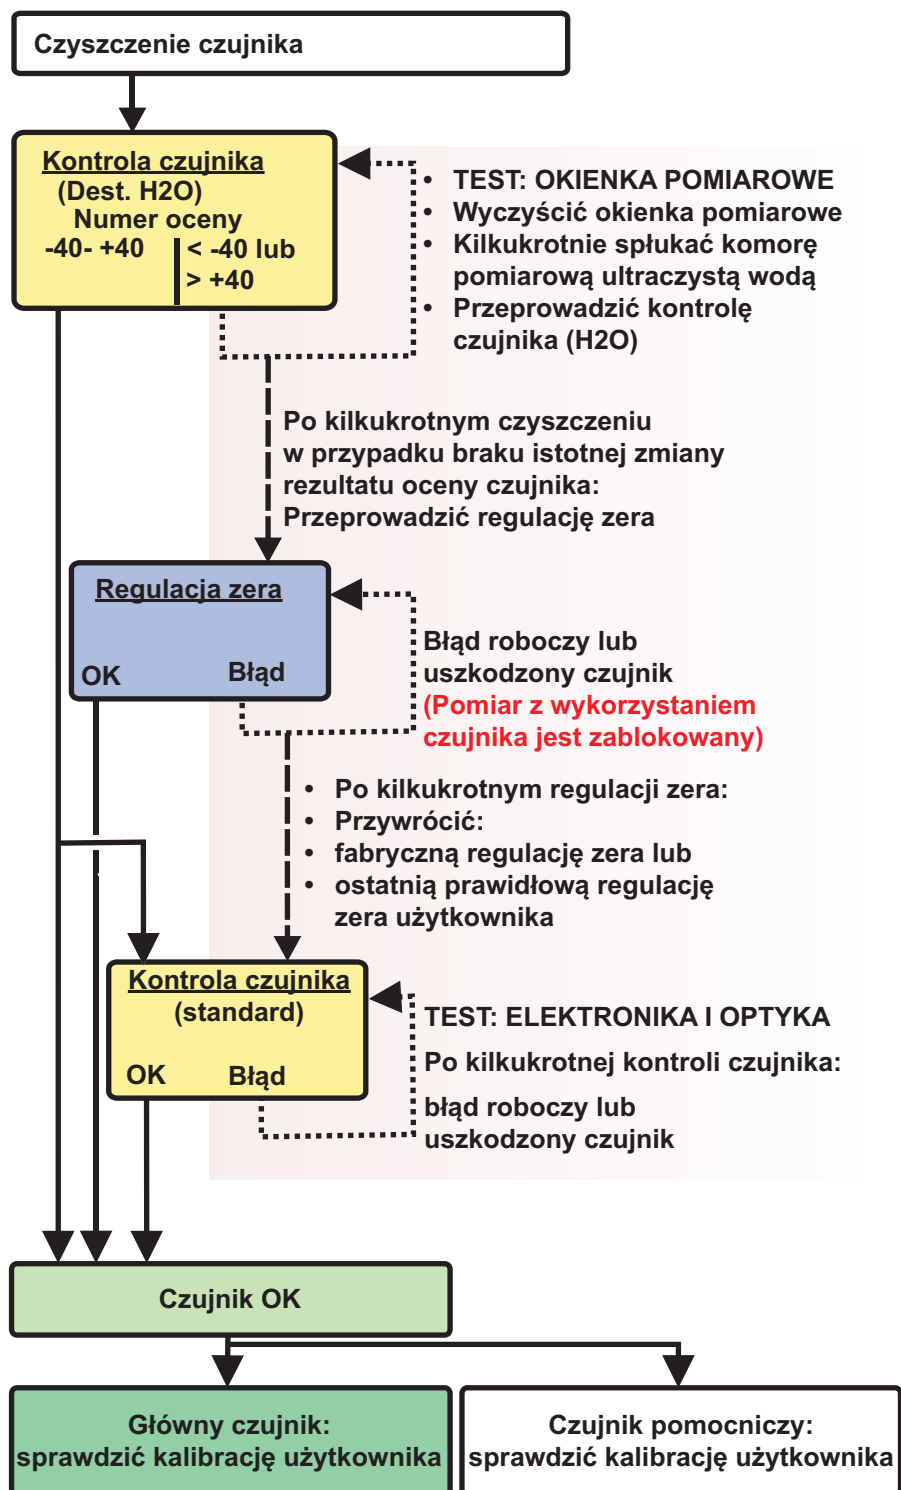 Czyszczenie czujnika
Kontrola czujnika
(Dest. H2O)
Numer oceny
-40- +40
< -40 lub
> +40
• TEST: OKIENKA POMIAROWE
• Wyczyścić okienka pomiarowe
• Kilkukrotnie spłukać komorę
pomiarową ultraczystą wodą
• Przeprowadzić kontrolę
czujnika (H2O)
Po kilkukrotnym czyszczeniu
w przypadku braku istotnej zmiany
rezultatu oceny czujnika:
Przeprowadzić regulację zera
Regulacja zera
OK
Błąd
Błąd roboczy lub
uszkodzony czujnik
(Pomiar z wykorzystaniem
czujnika jest zablokowany)
• Po kilkukrotnym regulacji zera:
• Przywrócić:
• fabryczną regulację zera lub
• ostatnią prawidłową regulację
zera użytkownika
Kontrola czujnika
(standard)
OK
Błąd
TEST: ELEKTRONIKA I OPTYKA
Po kilkukrotnej kontroli czujnika:
błąd roboczy lub
uszkodzony czujnik
Czujnik OK
Główny czujnik:
sprawdzić kalibrację użytkownika
Czujnik pomocniczy:
sprawdzić kalibrację użytkownika